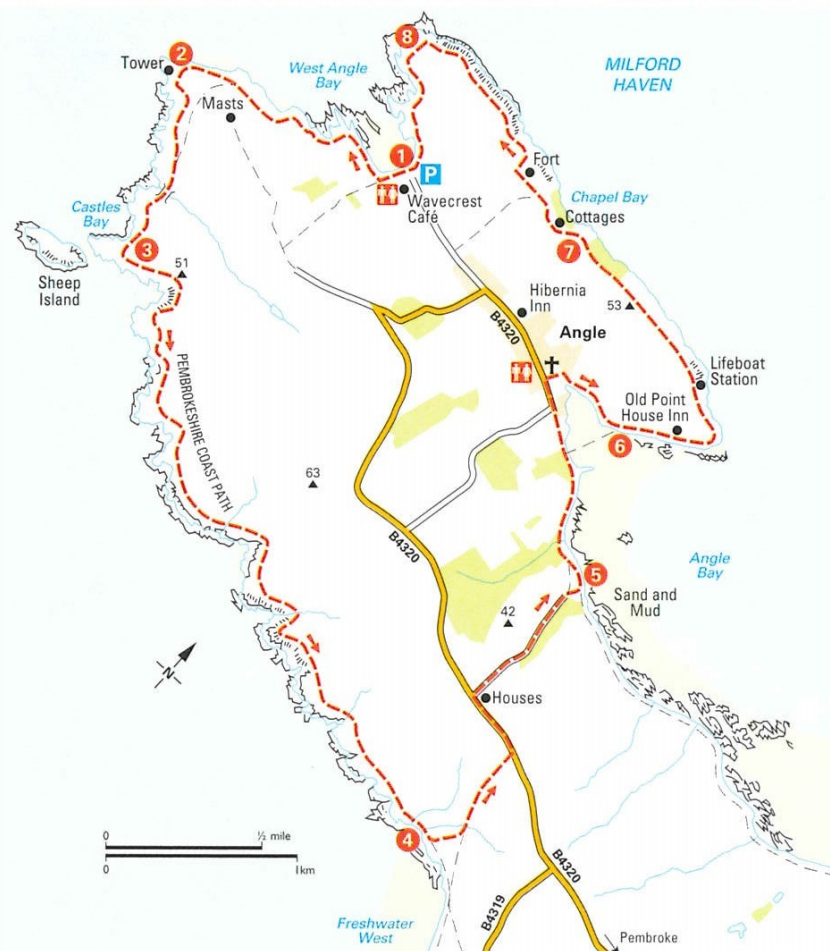 8
2
Tower
West Angle
Bay
MILFORD
HAVEN
Masts
1
P
Fort
Wavecrest
Café
Chapel Bay
Cottages
Castles
Bay
3
7
51
Sheep
Island
Hibernia
Inn
53
B4320
Angle
PEMBROKESHIRE COAST PATH
Lifeboat
Station
Old Point
House Inn
6
63
B4320
Angle
Bay
5
Sand and
Mud
42
N
Houses
4
0
½ mile
0
1km
B4320
B4319
Freshwater
West
Pembroke